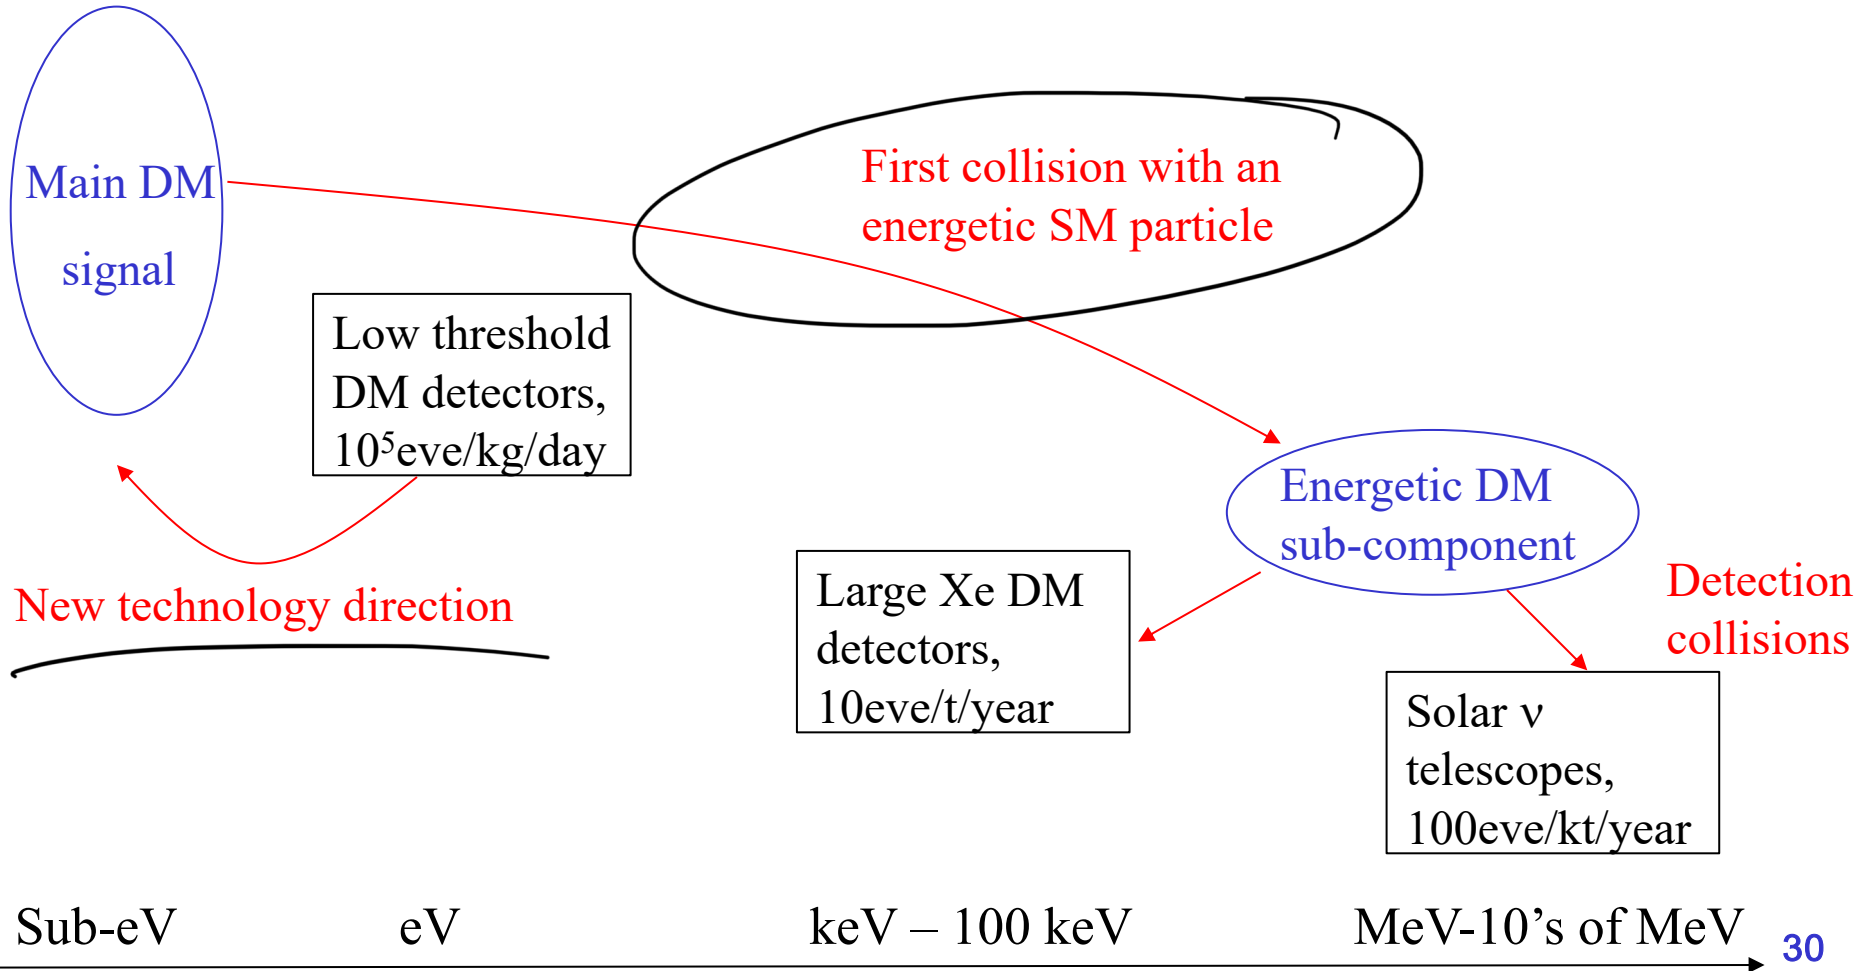 Main DM
signal
First collision with an
energetic SM particle
Low threshold
DM detectors,
10⁵eve/kg/day
New technology direction
Energetic DM
sub-component
Large Xe DM
detectors,
10eve/t/year
Detection
collisions
Solar ν
telescopes,
100eve/kt/year
Sub-eV eV keV – 100 keV MeV-10's of MeV
30